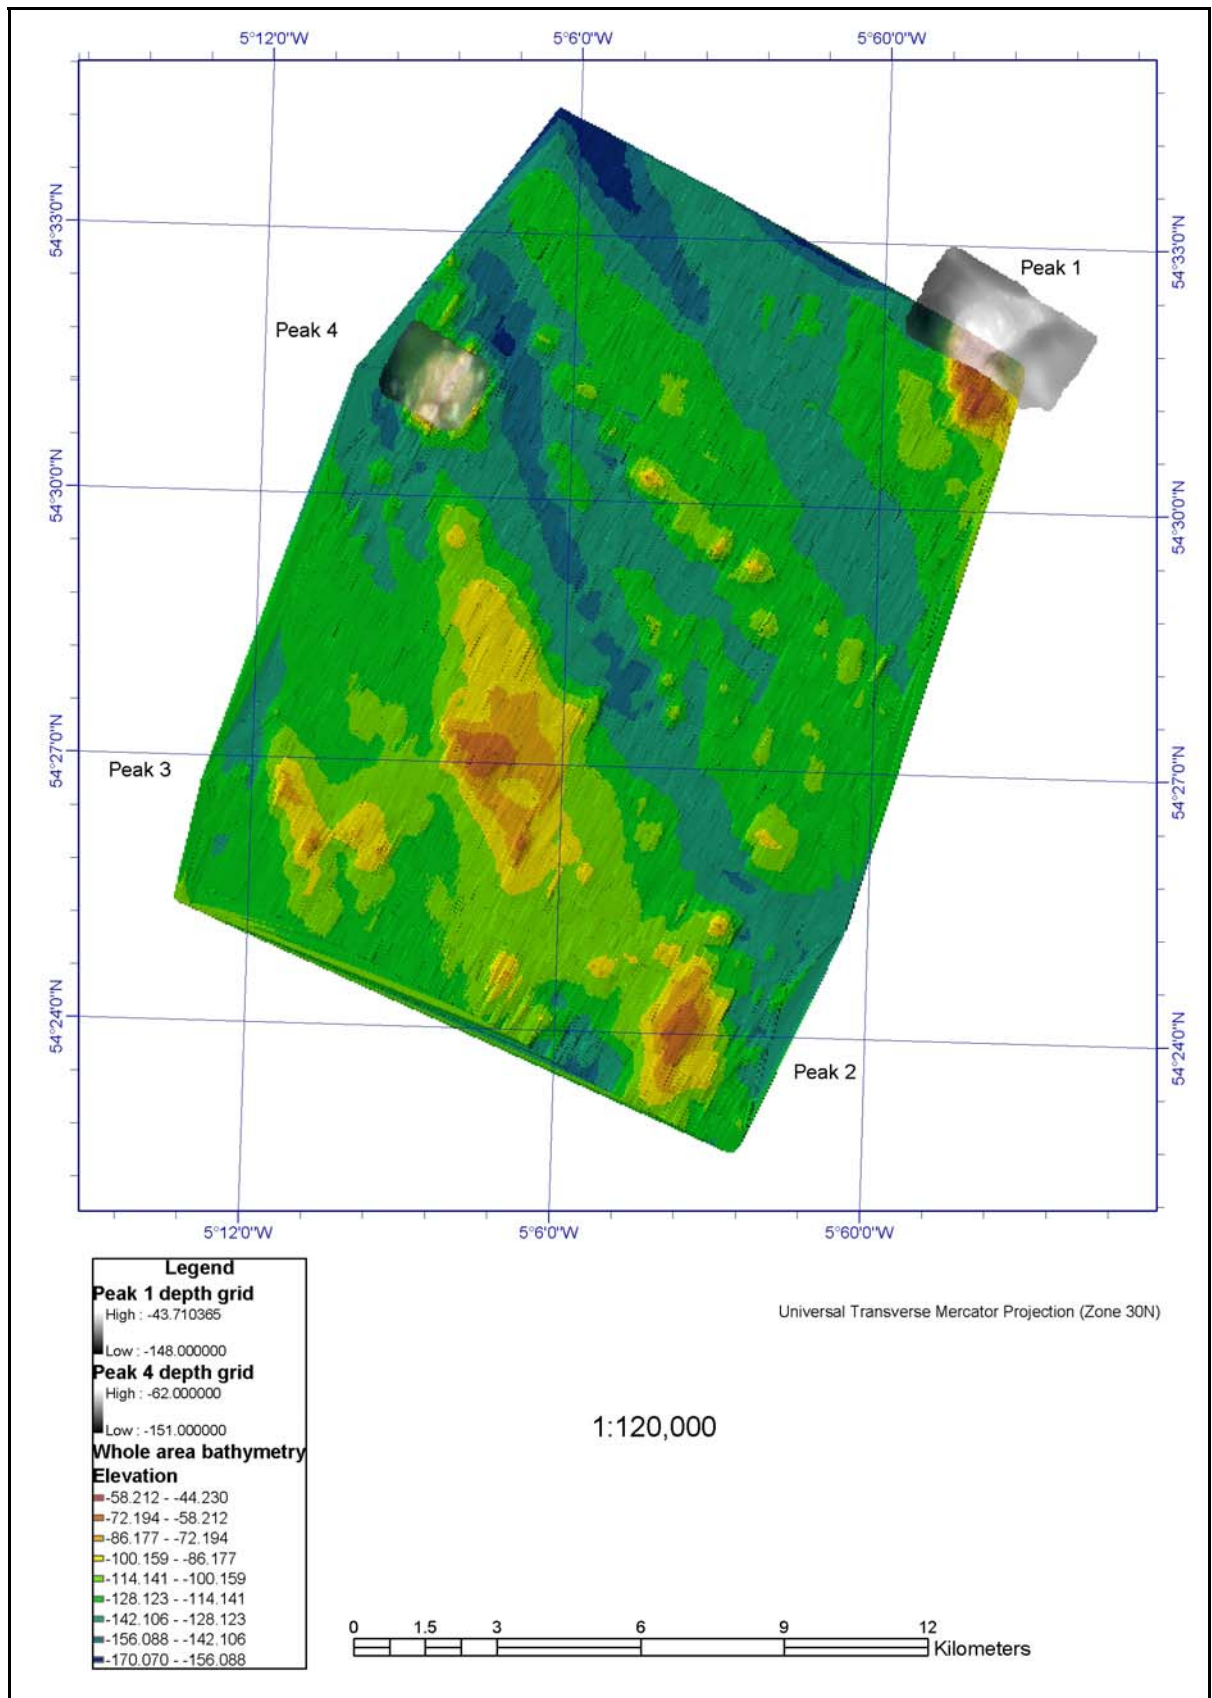 5°12'0"W 5°6'0"W 5°60'0"W
54°33'0"N
54°33'0"N
Peak 1
Peak 4
54°30'0"N
54°30'0"N
54°27'0"N
54°27'0"N
Peak 3
54°24'0"N
54°24'0"N
Peak 2
5°12'0"W 5°6'0"W 5°60'0"W
Legend
Peak 1 depth grid
High : -43.710365
Low : -148.000000
Peak 4 depth grid
High : -62.000000
Low : -151.000000
Whole area bathymetry
Elevation
-58.212 - -44.230
-72.194 - -58.212
-86.177 - -72.194
-100.159 - -86.177
-114.141 - -100.159
-128.123 - -114.141
-142.106 - -128.123
-156.088 - -142.106
-170.070 - -156.088
Universal Transverse Mercator Projection (Zone 30N)
1:120,000
0 1.5 3 6 9 12
Kilometers